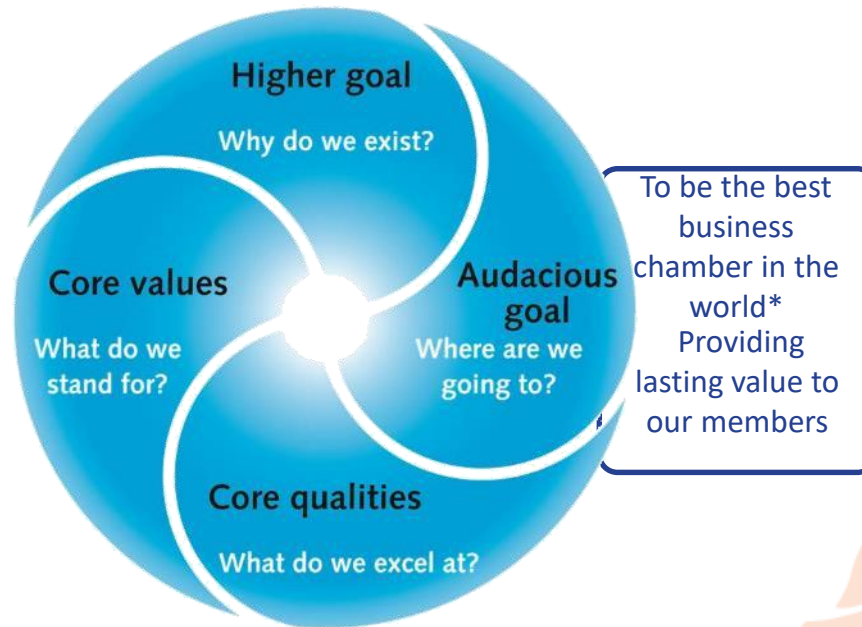 Higher goal
Why do we exist?
Core values
What do we
stand for?
Audacious
goal
Where are we
going to?
Core qualities
What do we excel at?
To be the best
business
chamber in the
world*
Providing
lasting value to
our members